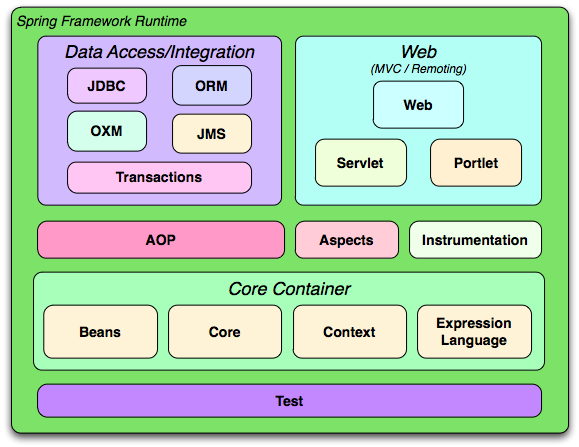 Spring Framework Runtime
Data Access/Integration
JDBC
ORM
OXM
JMS
Transactions
Web
(MVC / Remoting)
Web
Servlet
Portlet
AOP
Aspects
Instrumentation
Core Container
Beans
Core
Context
Expression
Language
Test